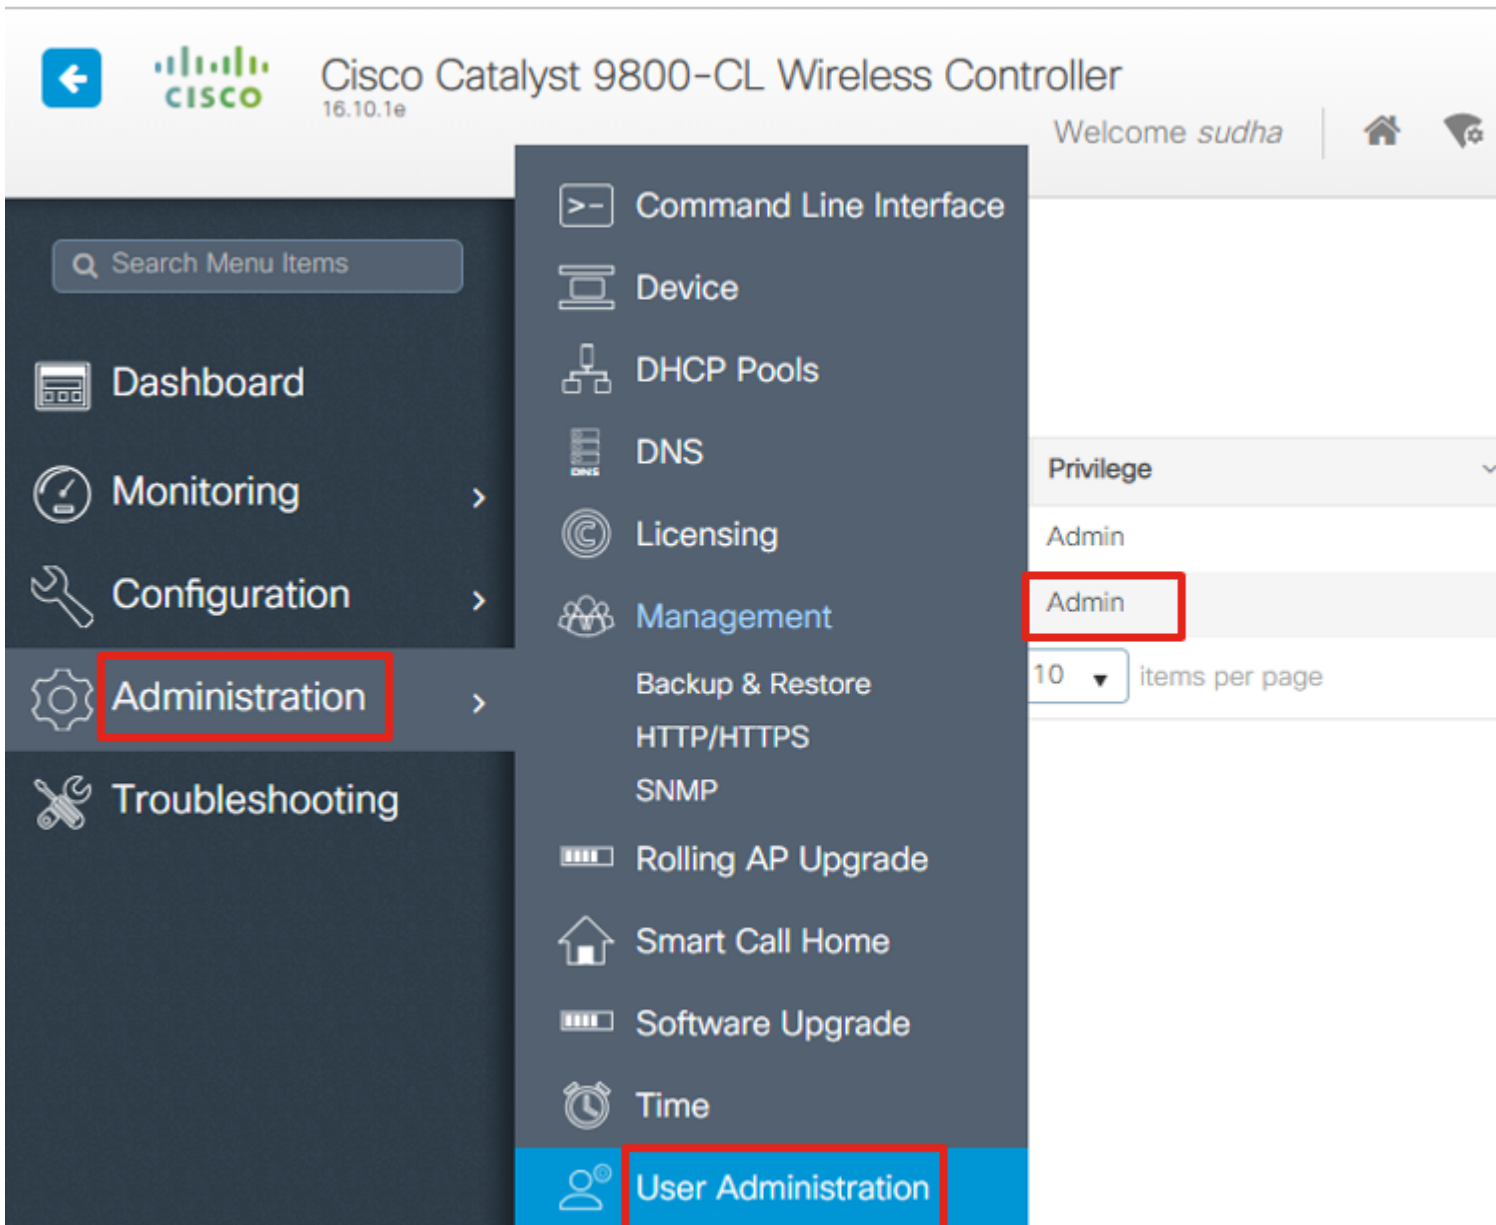 CISCO
Cisco Catalyst 9800-CL Wireless Controller
16.10.1e
Welcome sudha
Search Menu Items
Dashboard
Monitoring
Configuration
Administration
Troubleshooting
>- Command Line Interface
Device
DHCP Pools
DNS
DNS
Licensing
Management
Backup & Restore
HTTP/HTTPS
SNMP
Rolling AP Upgrade
Smart Call Home
Software Upgrade
Time
User Administration
Privilege
Admin
Admin
10 items per page